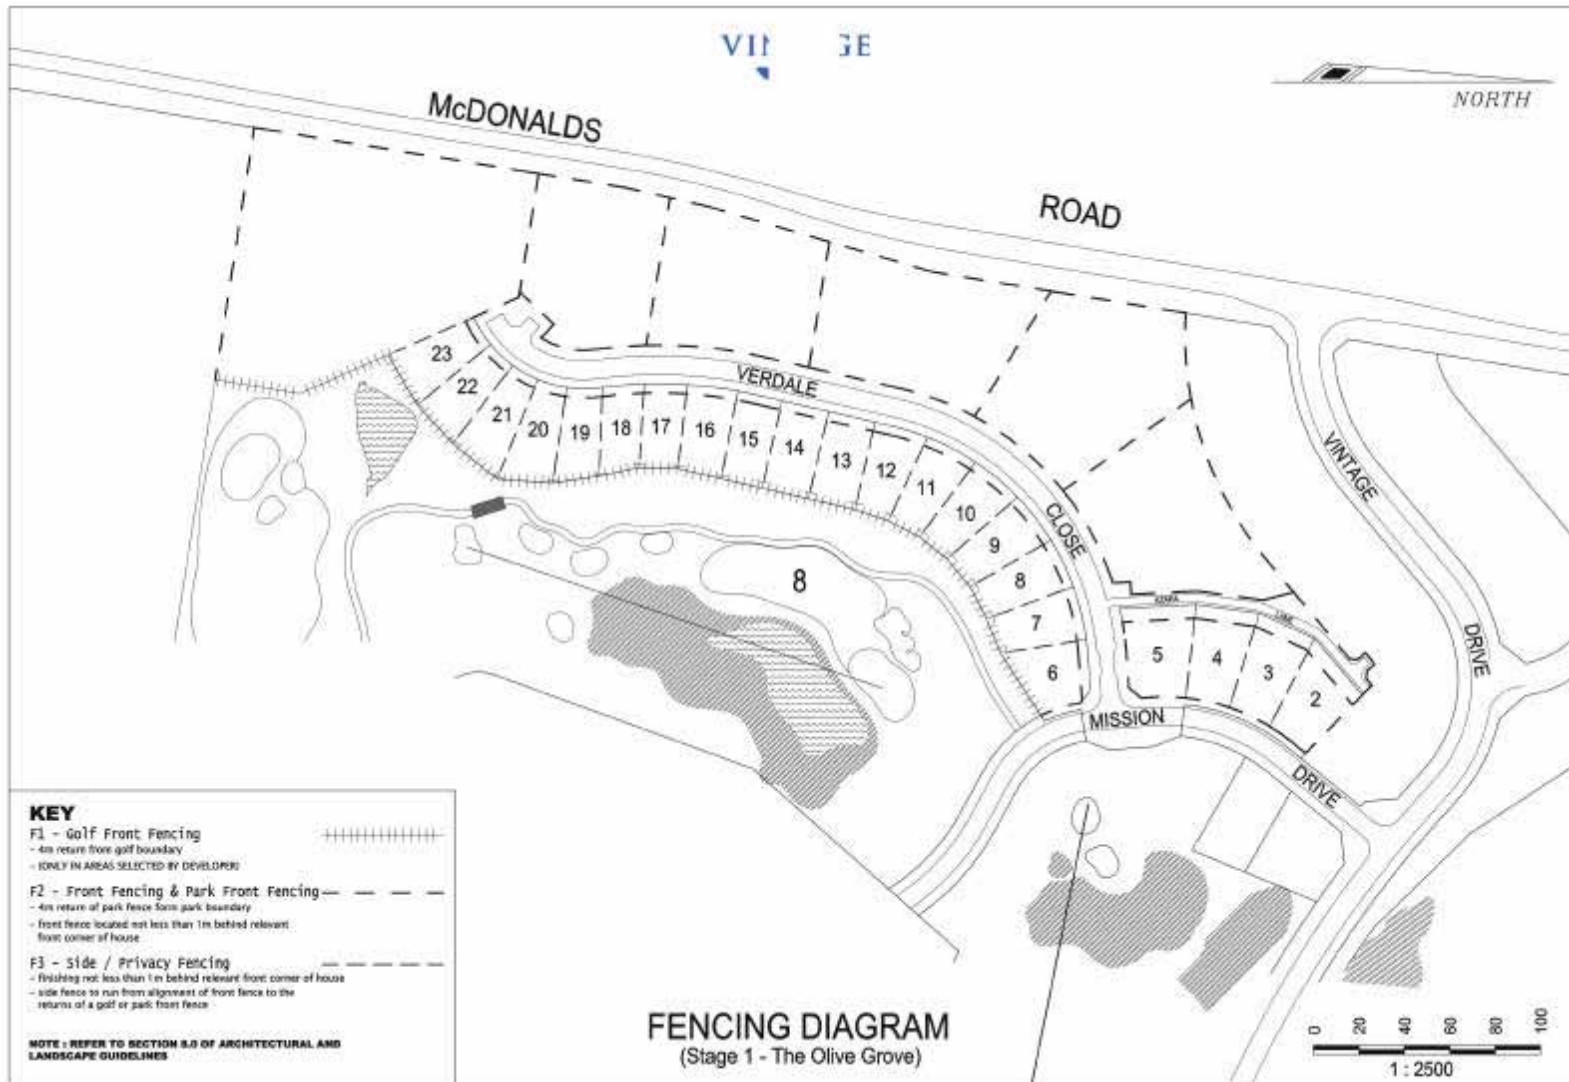 VIN GE
NORTH
McDONALDS
ROAD
VERDALE
CLOSE
VINTAGE
DRIVE
23
22
21
20
19
18
17
16
15
14
13
12
11
10
9
8
7
6
8
5
4
3
2
MISSION
DRIVE
KEY
F1 - Golf Front Fencing
- 4m return from golf boundary
- (ONLY IN AREAS SELECTED BY DEVELOPER)
F2 - Front Fencing & Park Front Fencing
- 4m return of park fence form park boundary
- front fence located not less than 1m behind relevant
front corner of house
F3 - Side / Privacy Fencing
- finishing not less than 1m behind relevant front corner of house
- side fence to run from alignment of front fence to the
returns of a golf or park front fence
NOTE : REFER TO SECTION 8.0 OF ARCHITECTURAL AND
LANDSCAPE GUIDELINES
FENCING DIAGRAM
(Stage 1 - The Olive Grove)
0 20 40 60 80 100
1 : 2500